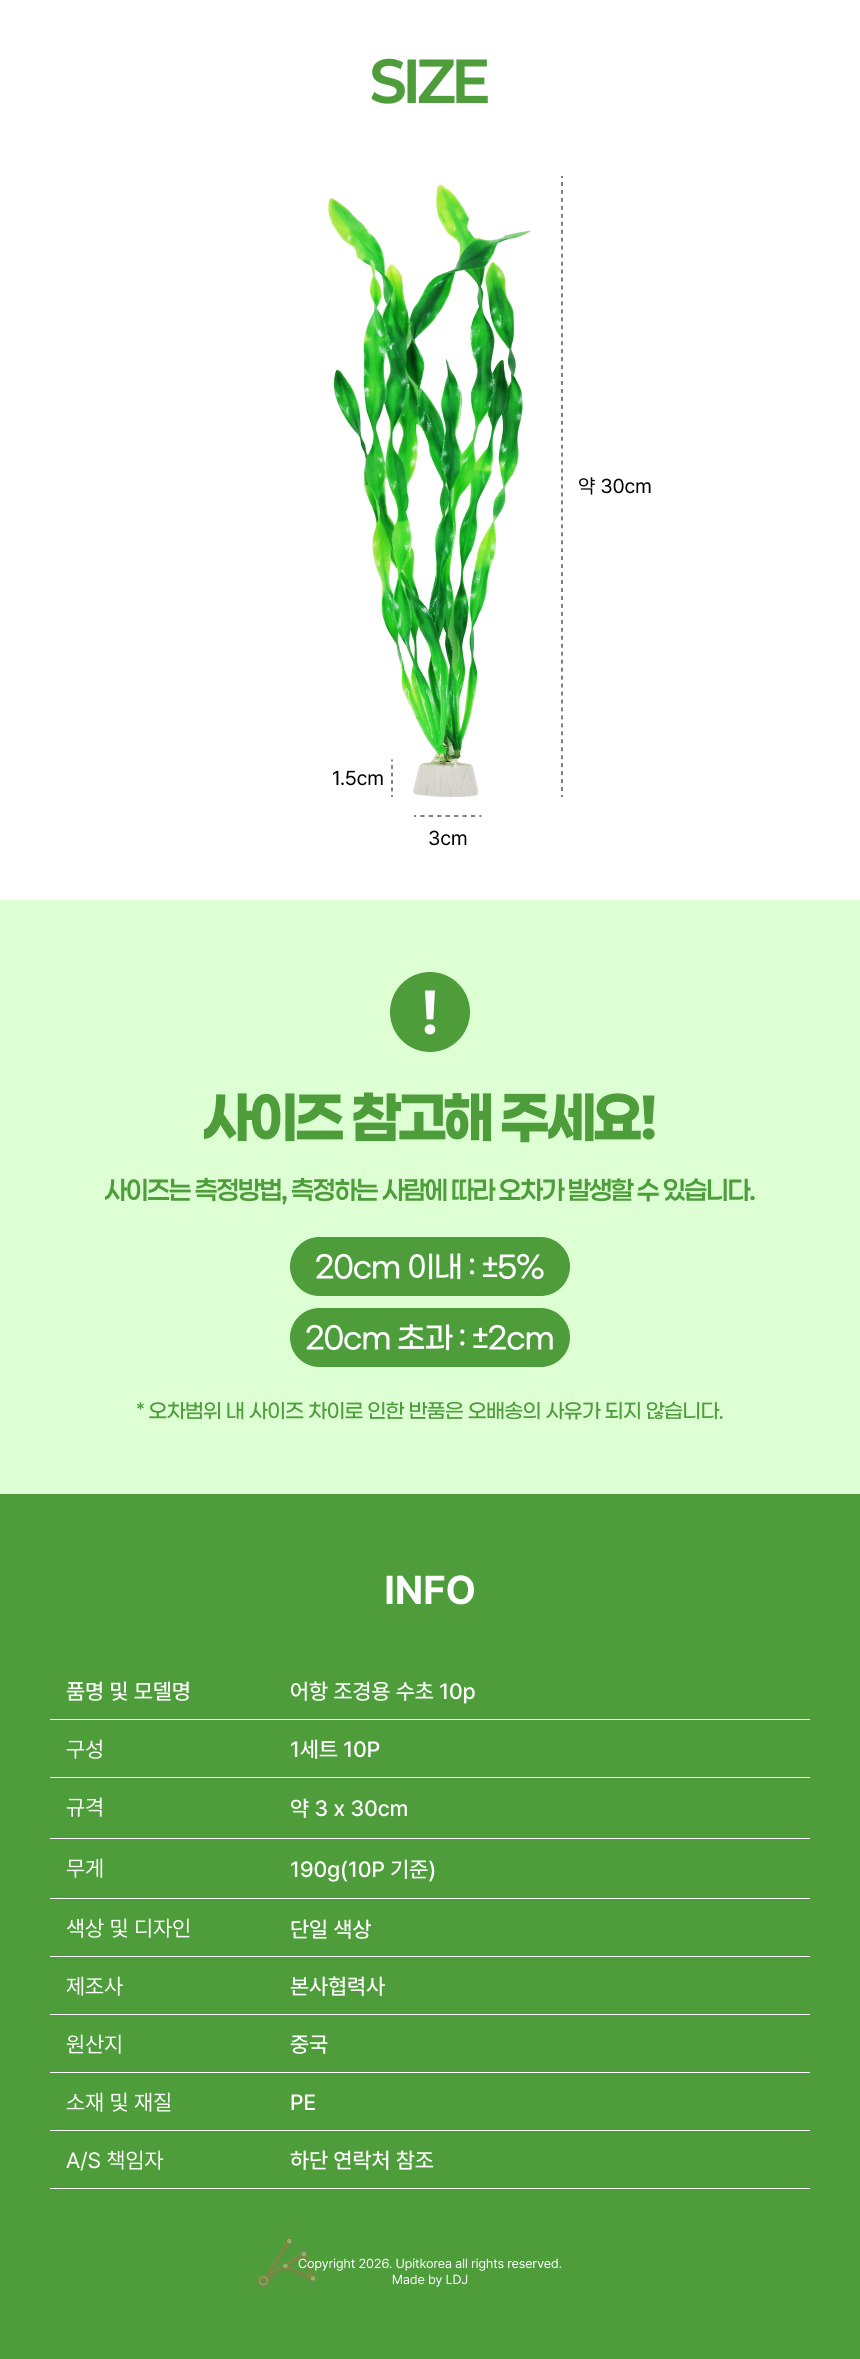 SIZE
약 30cm
1.5cm
3cm
!
사이즈 참고해 주세요!
사이즈는 측정방법, 측정하는 사람에 따라 오차가 발생할 수 있습니다.
20cm 이내 : ±5%
20cm 초과 : ±2cm
* 오차범위 내 사이즈 차이로 인한 반품은 오배송의 사유가 되지 않습니다.
INFO
품명 및 모델명 어항 조경용 수초 10p
구성 1세트 10P
규격 약 3 x 30cm
무게 190g(10P 기준)
색상 및 디자인 단일 색상
제조사 본사협력사
원산지 중국
소재 및 재질 PE
A/S 책임자 하단 연락처 참조
Copyright 2026. Upitkorea all rights reserved.
Made by LDJ